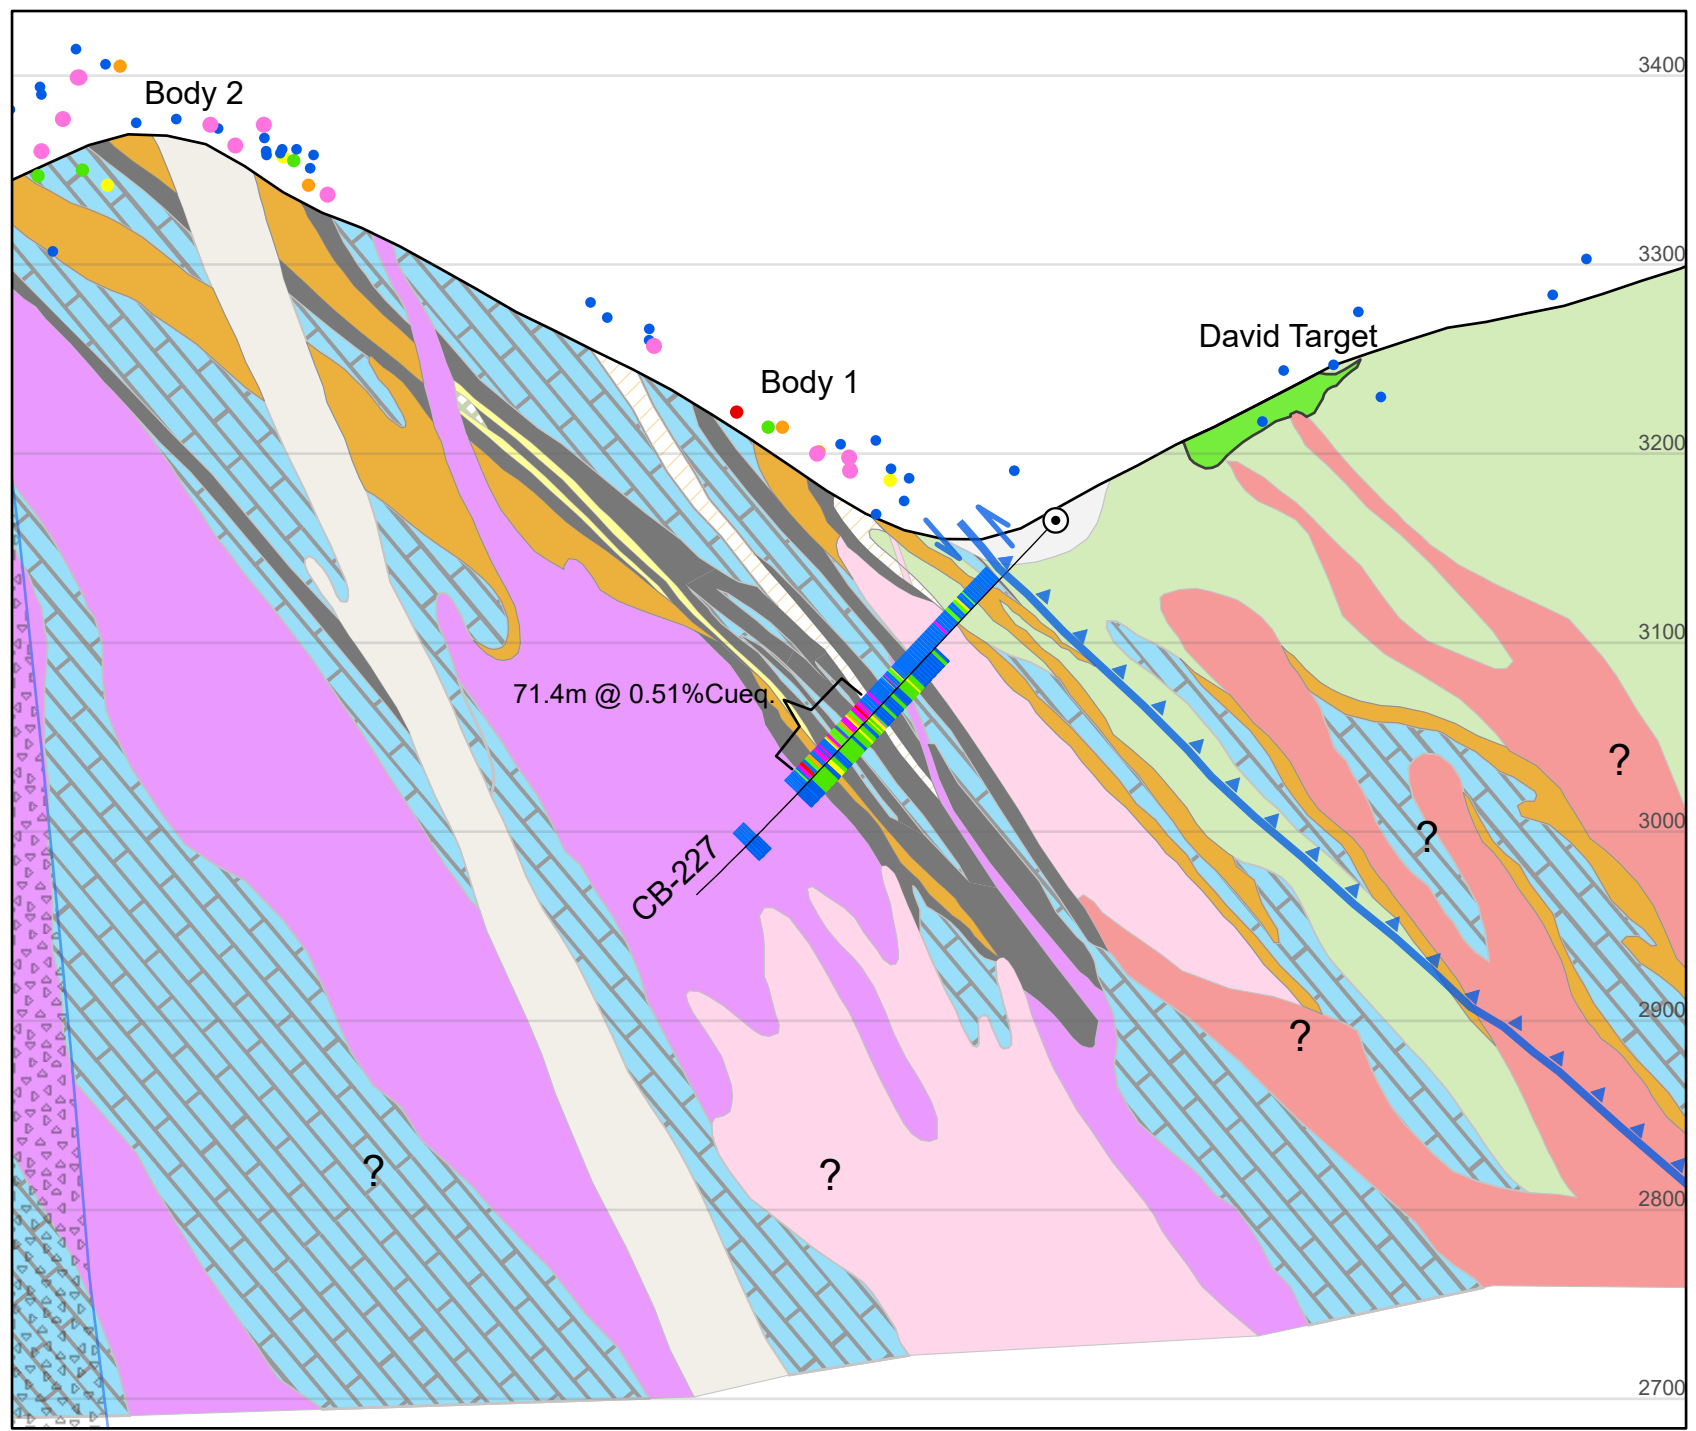 3400
Body 2
3300
David Target
Body 1
3200
3100
71.4m @ 0.51%Cueq.
?
?
3000
CB-227
2900
?
?
?
2800
2700